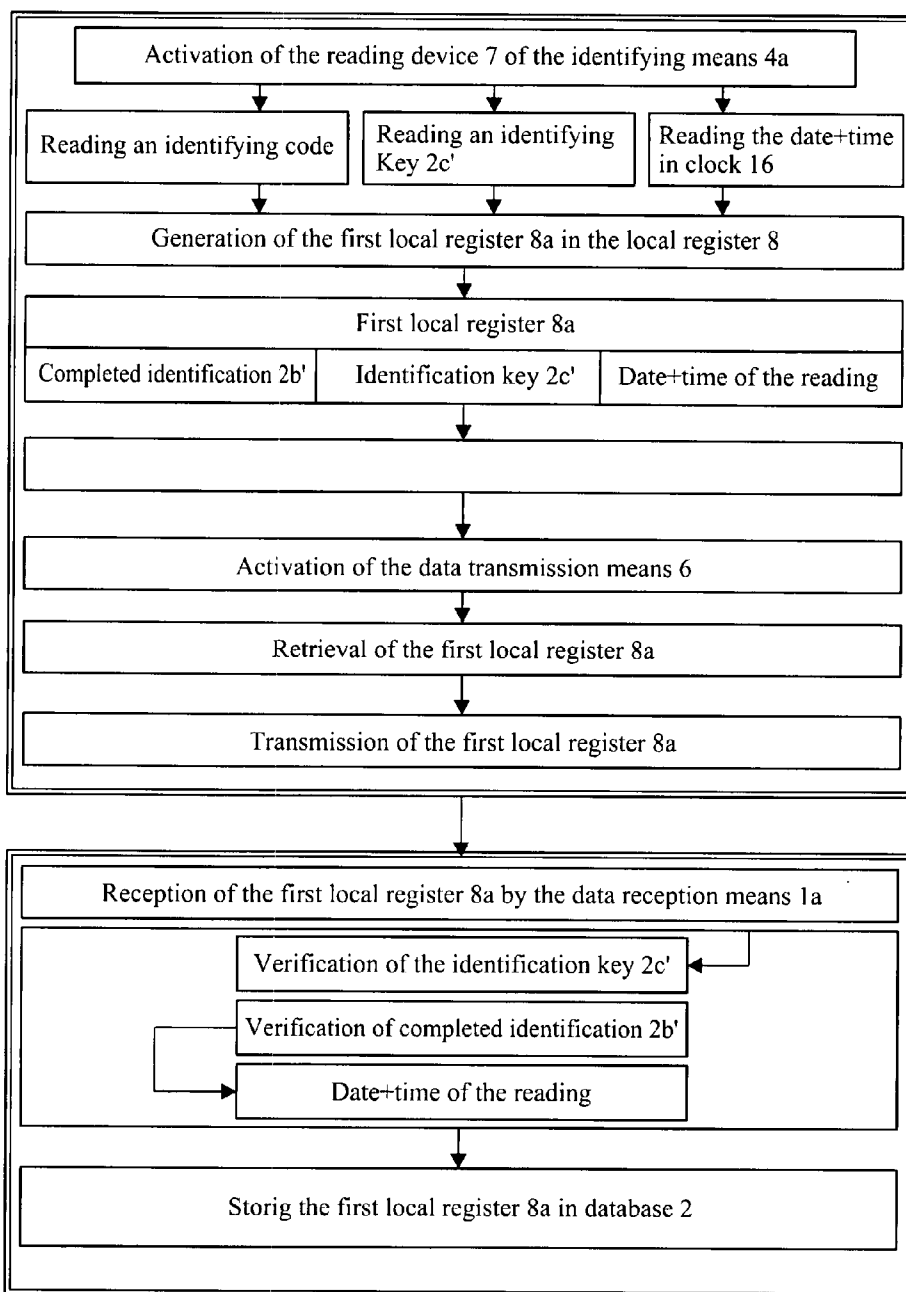 Activation of the reading device 7 of the identifying means 4a
Reading an identifying code
Reading an identifying
Key 2c'
Reading the date+time
in clock 16
Generation of the first local register 8a in the local register 8
First local register 8a
Completed identification 2b'
Identification key 2c'
Date+time of the reading
Activation of the data transmission means 6
Retrieval of the first local register 8a
Transmission of the first local register 8a
Reception of the first local register 8a by the data reception means 1a
Verification of the identification key 2c'
Verification of completed identification 2b'
Date+time of the reading
Storig the first local register 8a in database 2